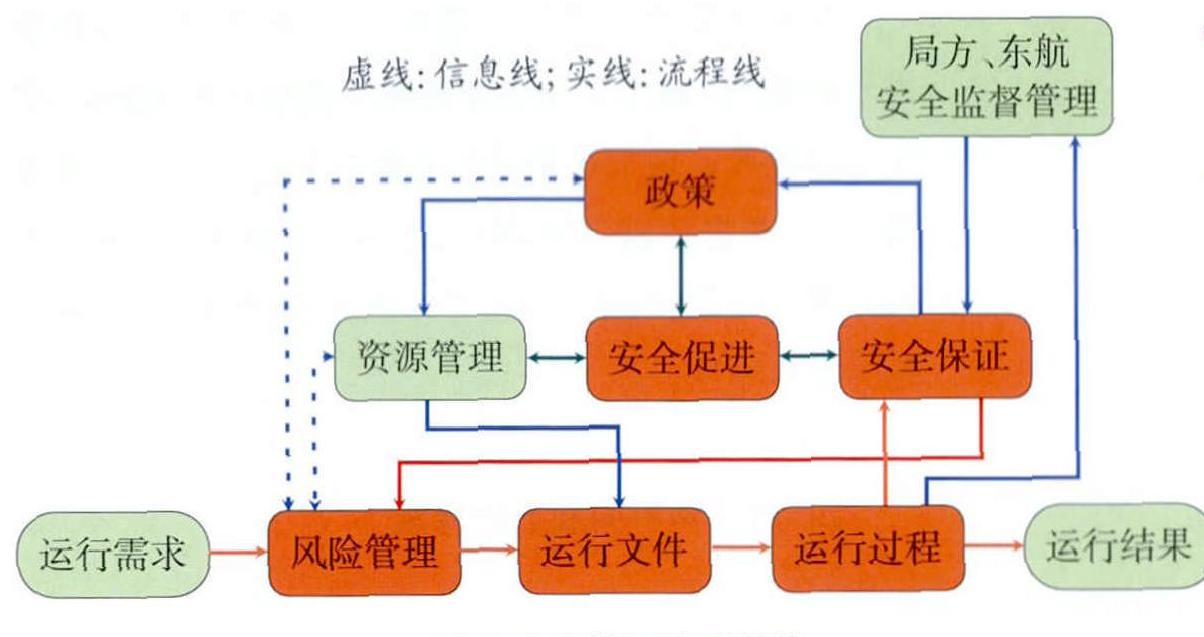 虚线：信息线；实线：流程线
局方、东航
安全监督管理
政策
资源管理
安全促进
安全保证
运行需求
风险管理
运行文件
运行过程
运行结果